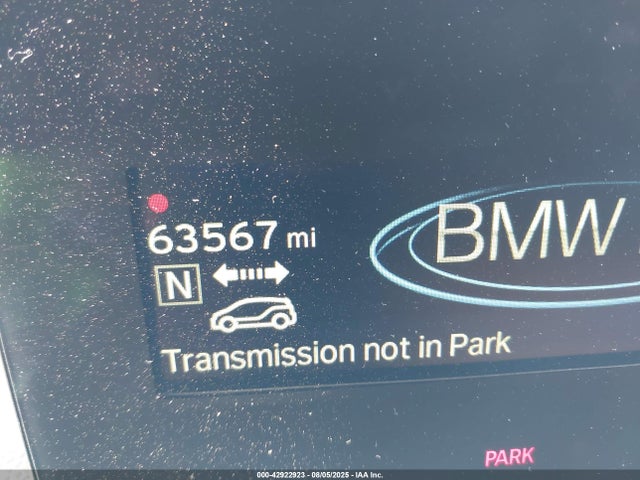 63567 mi
BMW
N
Transmission not in Park
PARK
000-42922923 - 08/05/2025 - IAA Inc.